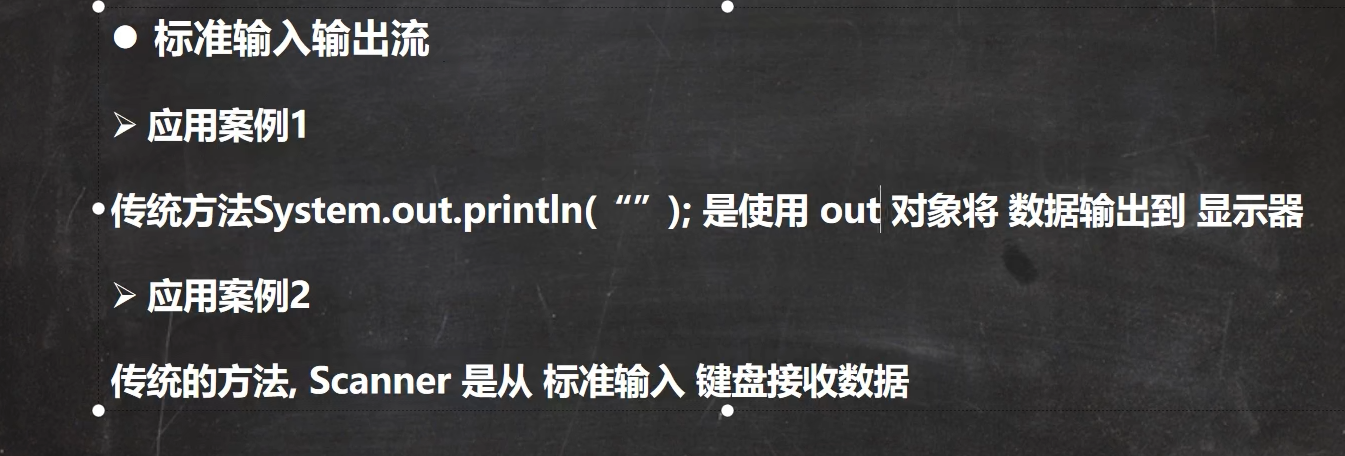 ● 标准输入输出流
➢ 应用案例1
传统方法System.out.println(“”); 是使用 out 对象将 数据输出到 显示器
➢ 应用案例2
传统的方法, Scanner 是从 标准输入 键盘接收数据